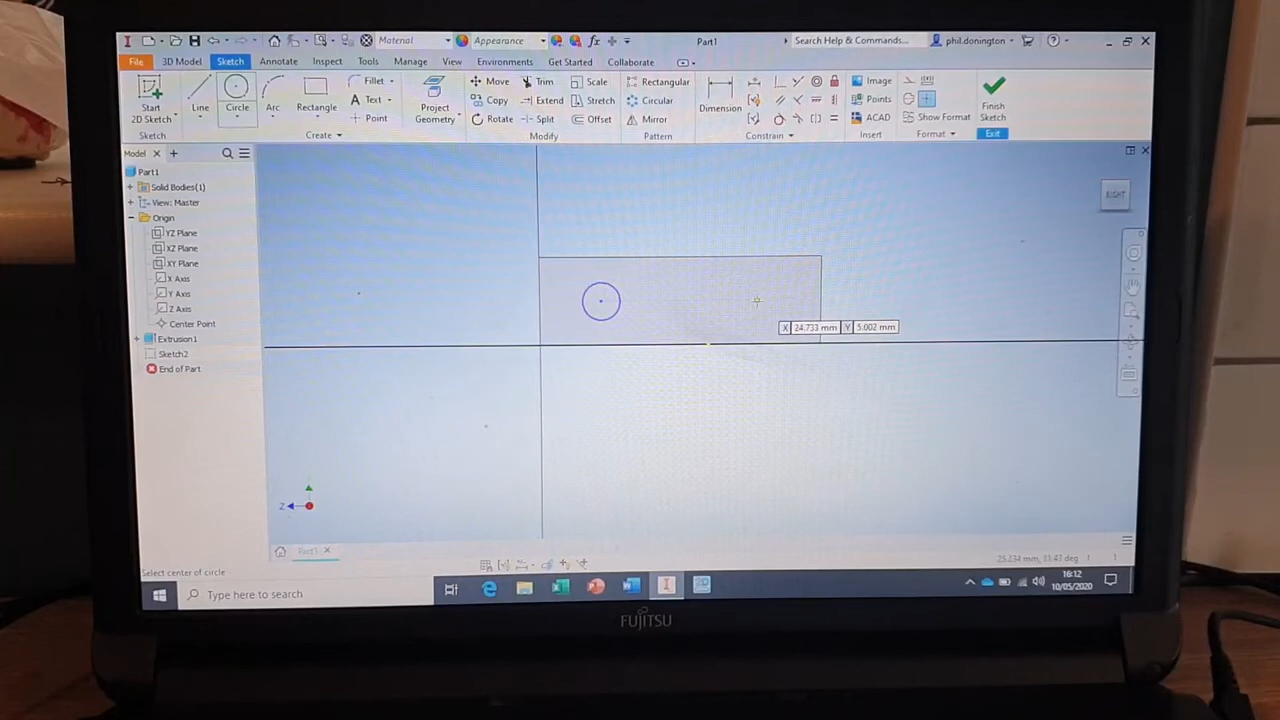 Material
Appearance
fx
Part1
Search Help & Commands...
phil.donington
File
3D Model
Sketch
Annotate
Inspect
Tools
Manage
View
Environments
Get Started
Collaborate
Start
2D Sketch
Line
Circle
Arc
Rectangle
Fillet
Text
Point
Project
Geometry
Move
Copy
Rotate
Trim
Extend
Split
Scale
Stretch
Offset
Rectangular
Circular
Mirror
Dimension
Image
Points
ACAD
Show Format
Finish
Sketch
Sketch
Create
Modify
Pattern
Constrain
Insert
Format
Exit
Model
Part1
Solid Bodies(1)
View: Master
Origin
YZ Plane
XZ Plane
XY Plane
X Axis
Y Axis
Z Axis
Center Point
Extrusion1
Sketch2
End of Part
RIGHT
X 24.733 mm Y 5.002 mm
Z
Part1
Select center of circle
Type here to search
16:12
10/05/2020
FUJITSU